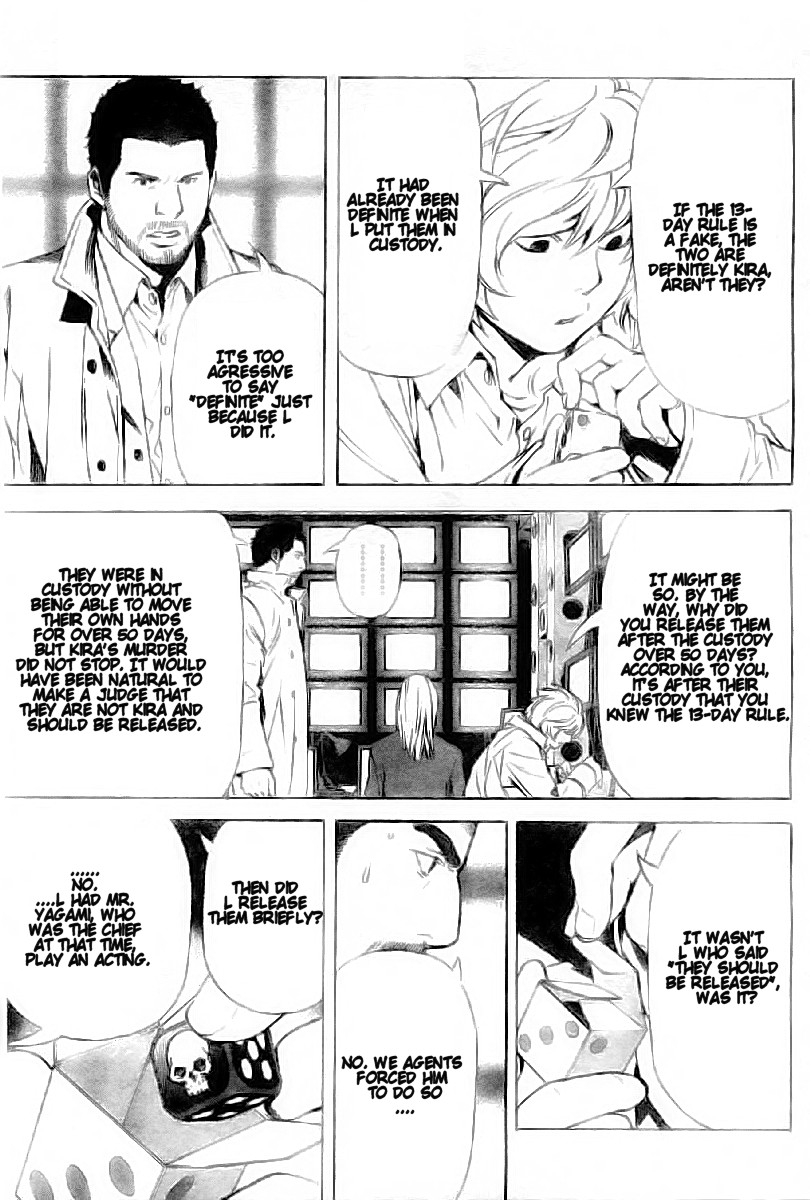 IF THE 13-
DAY RULE IS
A FAKE, THE
TWO ARE
DEFINITELY KIRA,
AREN'T THEY?
IT HAD
ALREADY BEEN
DEFINITE WHEN
L PUT THEM IN
CUSTODY.
IT'S TOO
AGRESSIVE
TO SAY
"DEFINITE" JUST
BECAUSE L
DID IT.
IT MIGHT BE
SO. BY THE
WAY, WHY DID
YOU RELEASE THEM
AFTER THE CUSTODY
OVER 50 DAYS?
ACCORDING TO YOU,
IT'S AFTER THEIR
CUSTODY THAT YOU
KNEW THE 13-DAY RULE.
THEY WERE IN
CUSTODY WITHOUT
BEING ABLE TO MOVE
THEIR OWN HANDS
FOR OVER 50 DAYS,
BUT KIRA'S MURDER
DID NOT STOP. IT WOULD
HAVE BEEN NATURAL TO
MAKE A JUDGE THAT
THEY ARE NOT KIRA AND
SHOULD BE RELEASED.
IT WASN'T
L WHO SAID
"THEY SHOULD
BE RELEASED",
WAS IT?
NO. WE AGENTS
FORCED HIM
TO DO SO
....
THEN DID
L RELEASE
THEM BRIEFLY?
......
NO.
....L HAD MR.
YAGAMI, WHO
WAS THE CHIEF
AT THAT TIME,
PLAY AN ACTING.